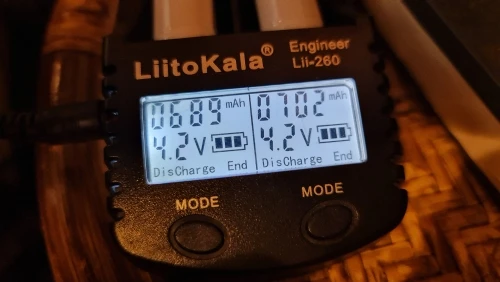 LiitoKala® Engineer
Lii-260
0689 mAh 0702 mAh
4.2V 4.2V
DisCharge End DisCharge End
MODE MODE